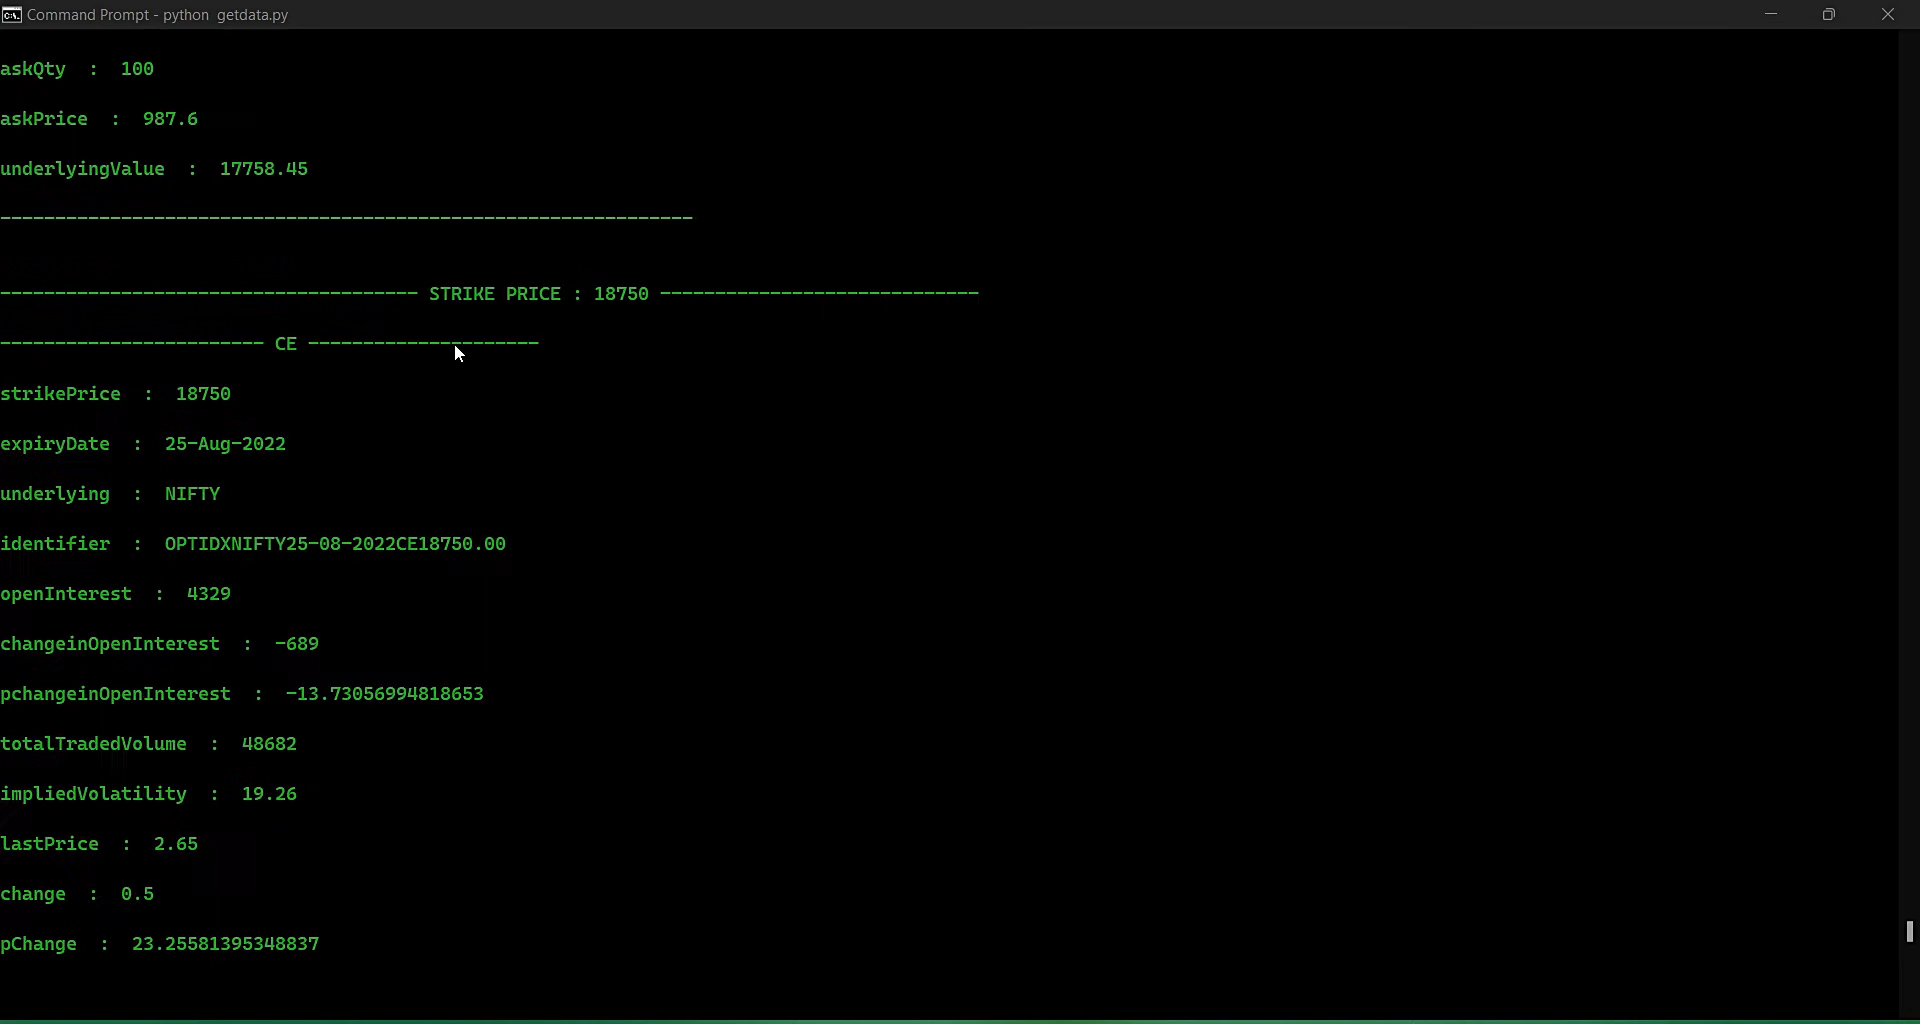 Command Prompt - python  getdata.py
askQty  :  100
askPrice  :  987.6
underlyingValue  :  17758.45
---------------------------------------------------------------
-------------------------------------- STRIKE PRICE : 18750 -----------------------------
------------------------ CE ---------------------
strikePrice  :  18750
expiryDate  :  25-Aug-2022
underlying  :  NIFTY
identifier  :  OPTIDXNIFTY25-08-2022CE18750.00
openInterest  :  4329
changeinOpenInterest  :  -689
pchangeinOpenInterest  :  -13.73056994818653
totalTradedVolume  :  48682
impliedVolatility  :  19.26
lastPrice  :  2.65
change  :  0.5
pChange  :  23.25581395348837